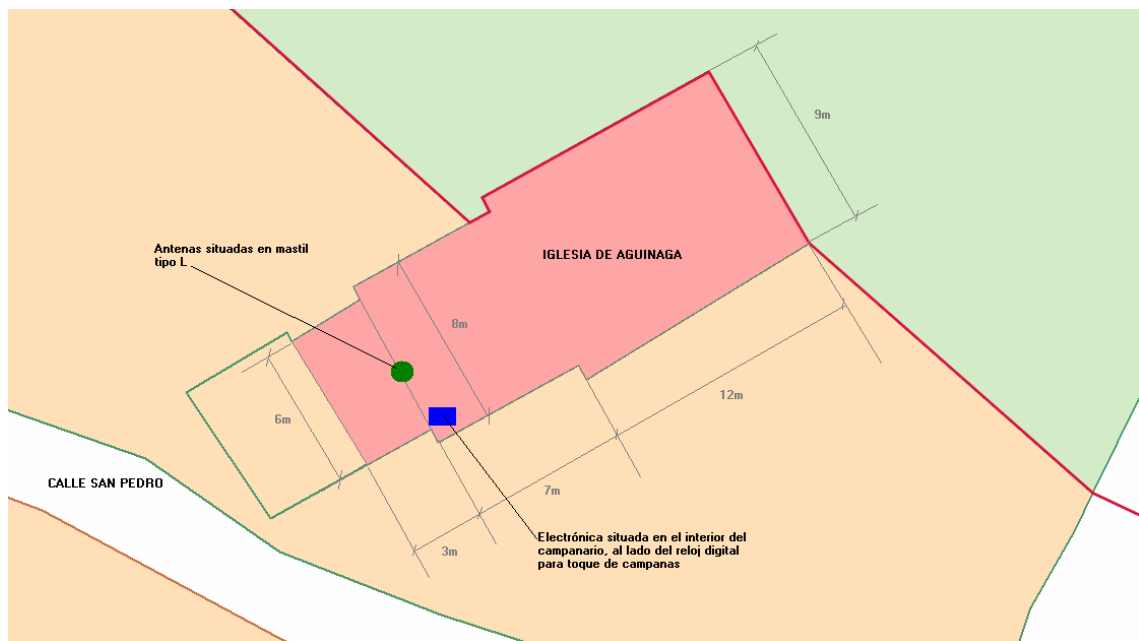 9m
Antenas situadas en mastil
tipo L
IGLESIA DE AGUINAGA
8m
6m
12m
CALLE SAN PEDRO
7m
3m
Electrónica situada en el interior del
campanario, al lado del reloj digital
para toque de campanas